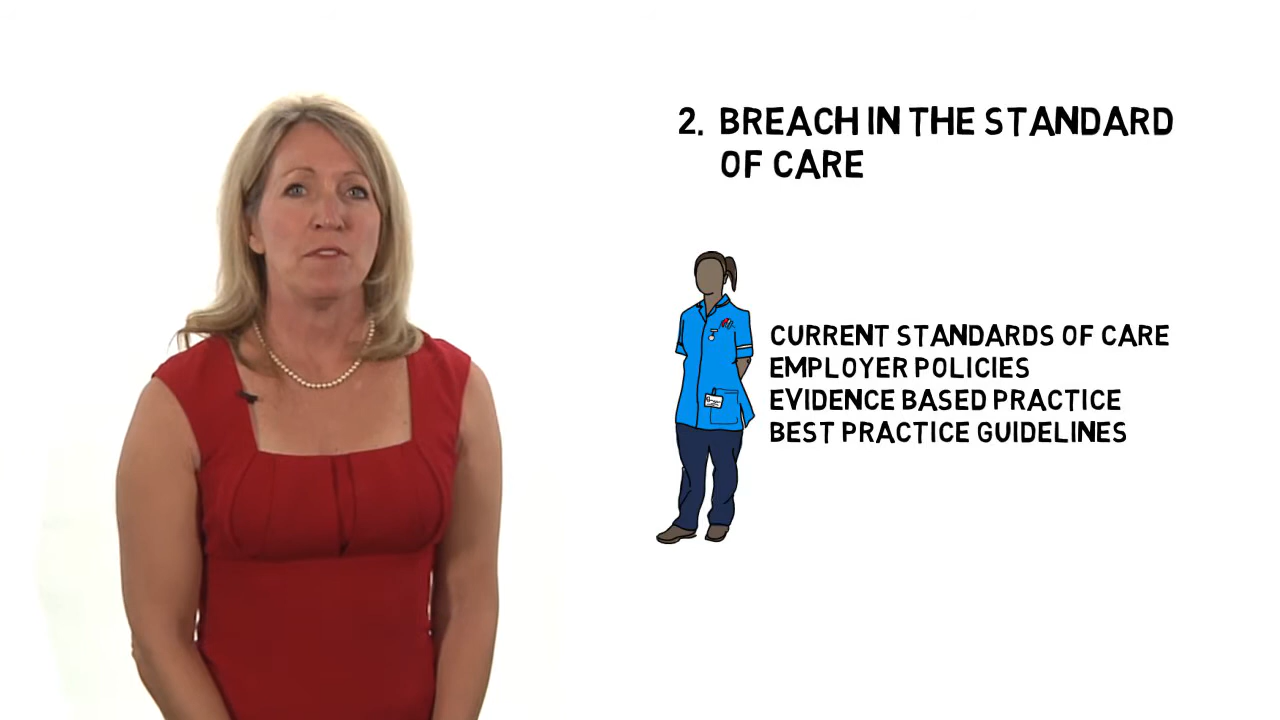 2. BREACH IN THE STANDARD
OF CARE
CURRENT STANDARDS OF CARE
EMPLOYER POLICIES
EVIDENCE BASED PRACTICE
BEST PRACTICE GUIDELINES